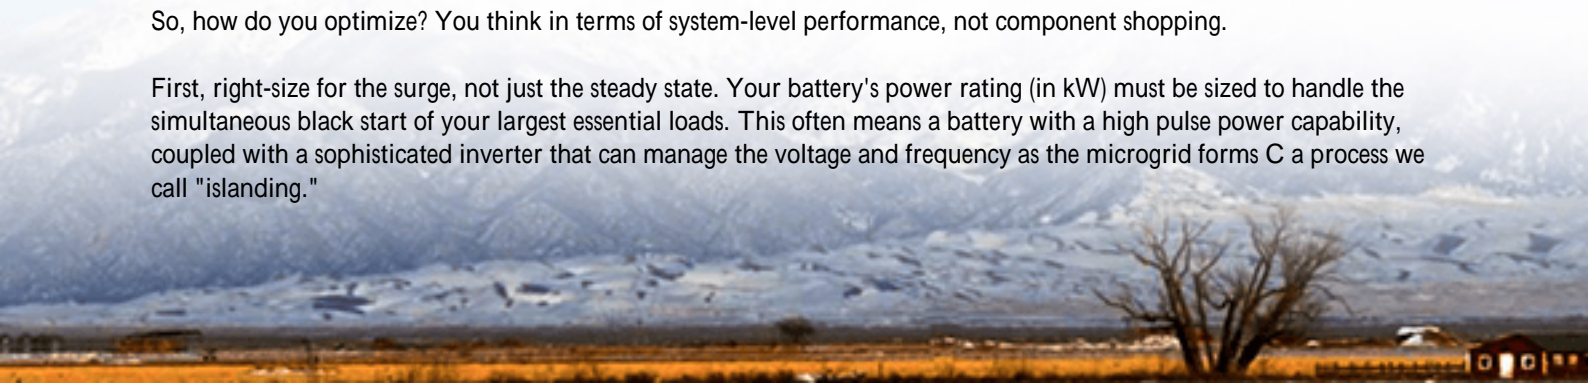 So, how do you optimize? You think in terms of system-level performance, not component shopping.
First, right-size for the surge, not just the steady state. Your battery's power rating (in kW) must be sized to handle the
simultaneous black start of your largest essential loads. This often means a battery with a high pulse power capability,
coupled with a sophisticated inverter that can manage the voltage and frequency as the microgrid forms C a process we
call "islanding."